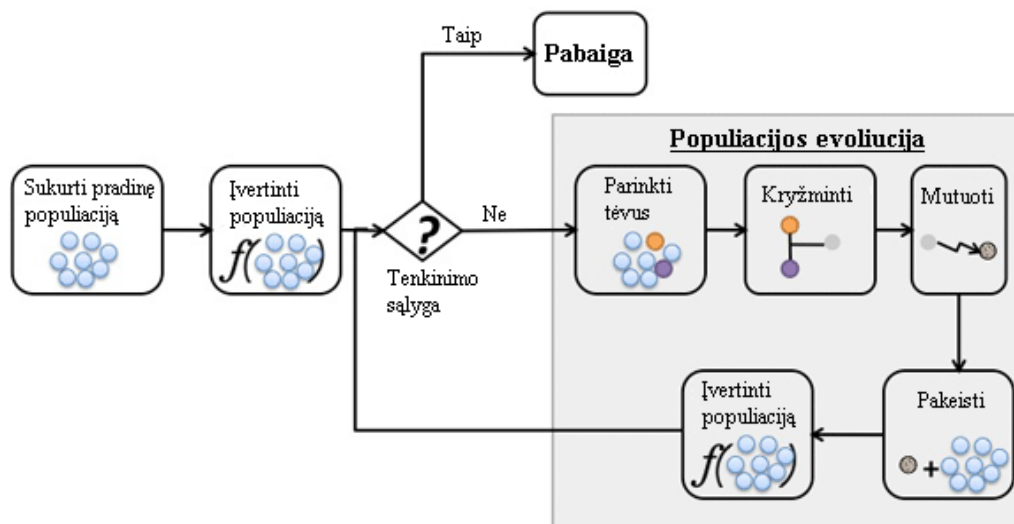 Taip
Pabaiga
Populiacijos evoliucija
Sukurti pradinę
populiaciją
Įvertinti
populiaciją
f( )
?
Ne
Tenkinimo
sąlyga
Parinkti
tėvus
Kryžminti
Mutuoti
Įvertinti
populiaciją
f( )
Pakeisti
+